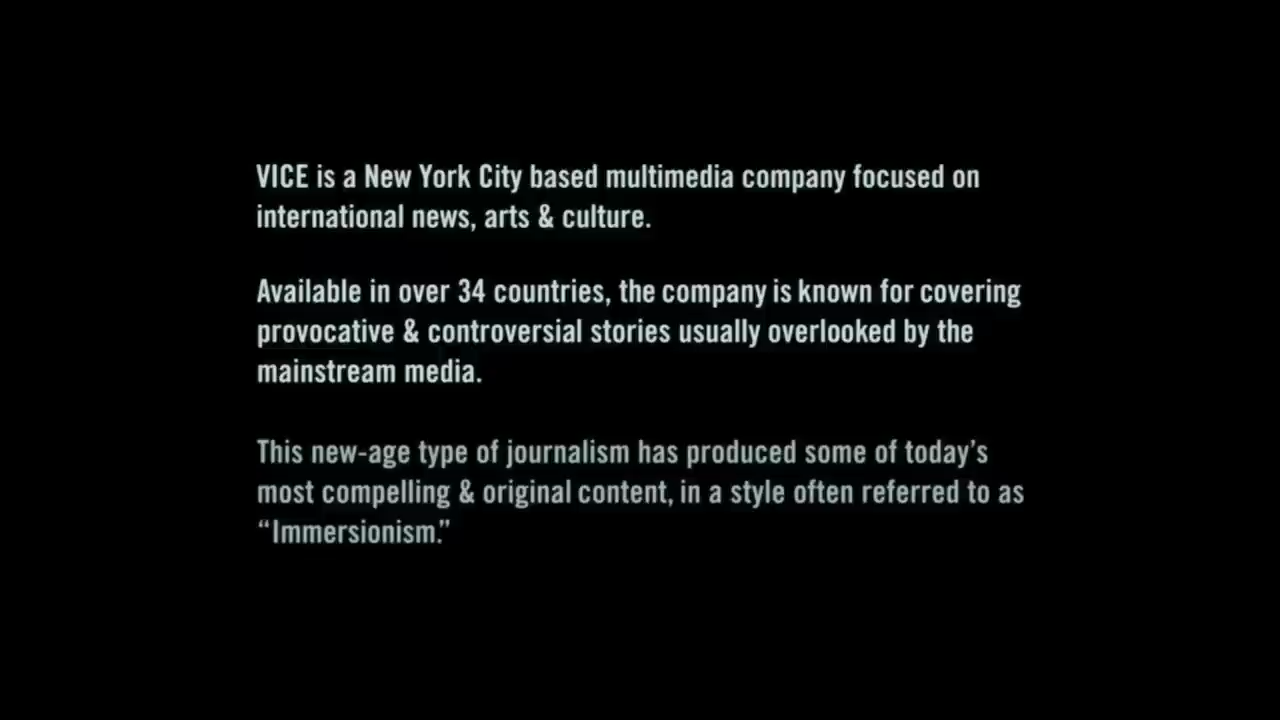 VICE is a New York City based multimedia company focused on
international news, arts & culture.
Available in over 34 countries, the company is known for covering
provocative & controversial stories usually overlooked by the
mainstream media.
This new-age type of journalism has produced some of today’s
most compelling & original content, in a style often referred to as
“Immersionism.”